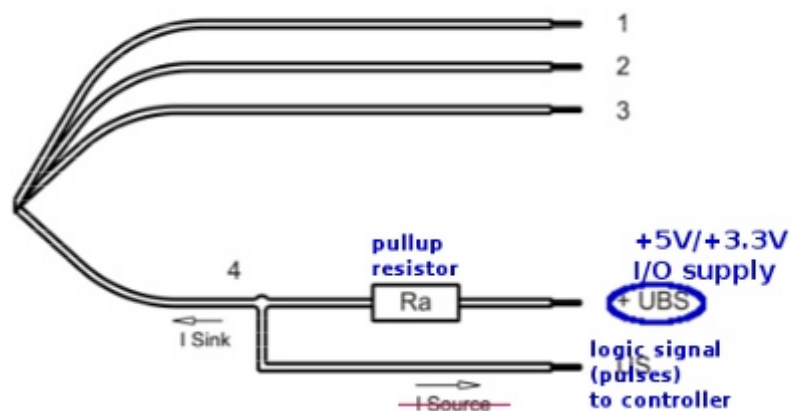 1
2
3
4
pullup
resistor
+5V/+3.3V
I/O supply
Ra
+ UBS
I Sink
logic signal
(pulses)
to controller
I Source